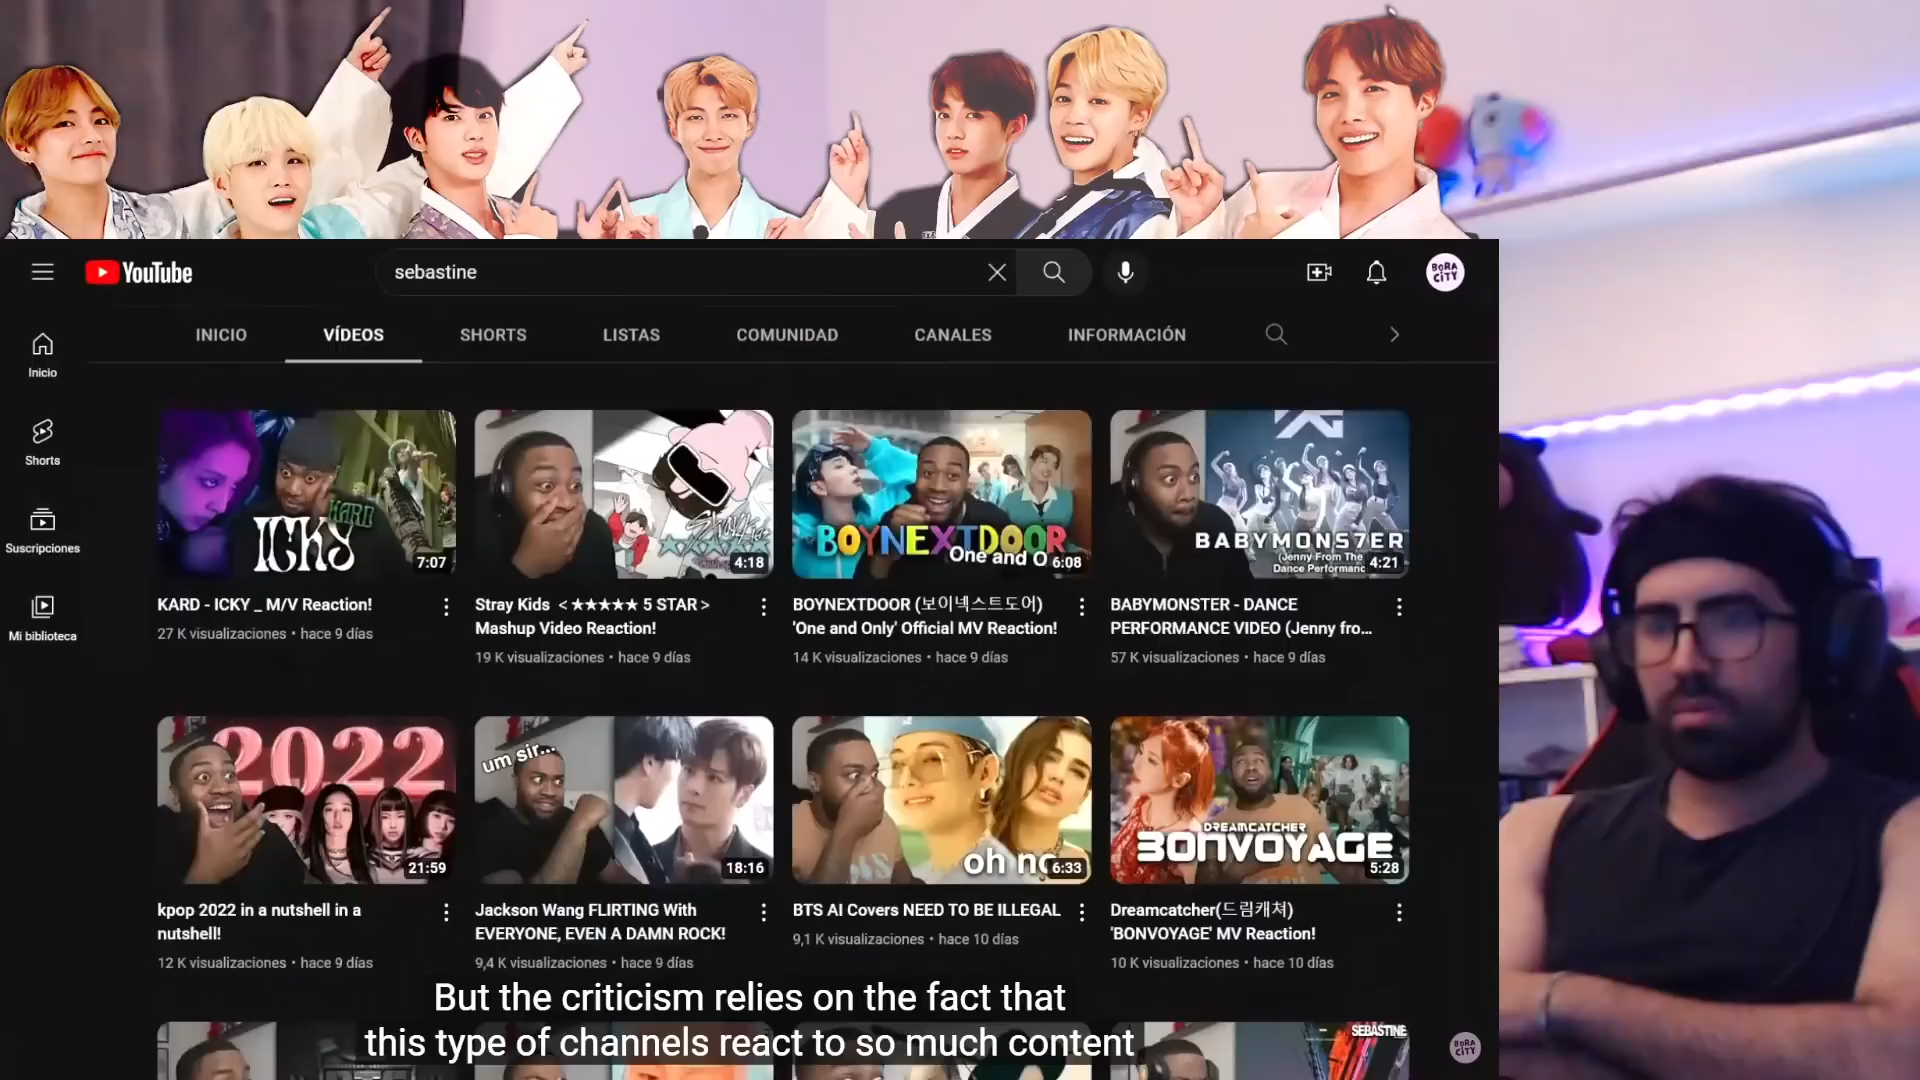 YouTube
sebastine
BORA CITY
INICIO
VÍDEOS
SHORTS
LISTAS
COMUNIDAD
CANALES
INFORMACIÓN
Inicio
Shorts
Suscripciones
Mi biblioteca
KARD
ICKY
7:07
KARD - ICKY _ M/V Reaction!
27 K visualizaciones • hace 9 días
4:18
Stray Kids <★★★★★ 5 STAR>
Mashup Video Reaction!
19 K visualizaciones • hace 9 días
BOYNEXTDOOR
One and O
6:08
BOYNEXTDOOR (보이넥스트도어)
'One and Only' Official MV Reaction!
14 K visualizaciones • hace 9 días
YG
BABYMONS7ER
(Jenny From The
Dance Performanc
4:21
BABYMONSTER - DANCE
PERFORMANCE VIDEO (Jenny fro...
57 K visualizaciones • hace 9 días
2022
21:59
kpop 2022 in a nutshell in a
nutshell!
12 K visualizaciones • hace 9 días
um sir...
18:16
Jackson Wang FLIRTING With
EVERYONE, EVEN A DAMN ROCK!
9,4 K visualizaciones • hace 9 días
oh no
6:33
BTS AI Covers NEED TO BE ILLEGAL
9,1 K visualizaciones • hace 10 días
DREAMCATCHER
BONVOYAGE
5:28
Dreamcatcher(드림캐쳐)
'BONVOYAGE' MV Reaction!
10 K visualizaciones • hace 10 días
But the criticism relies on the fact that
this type of channels react to so much content
SEBASTINE
BORA CITY